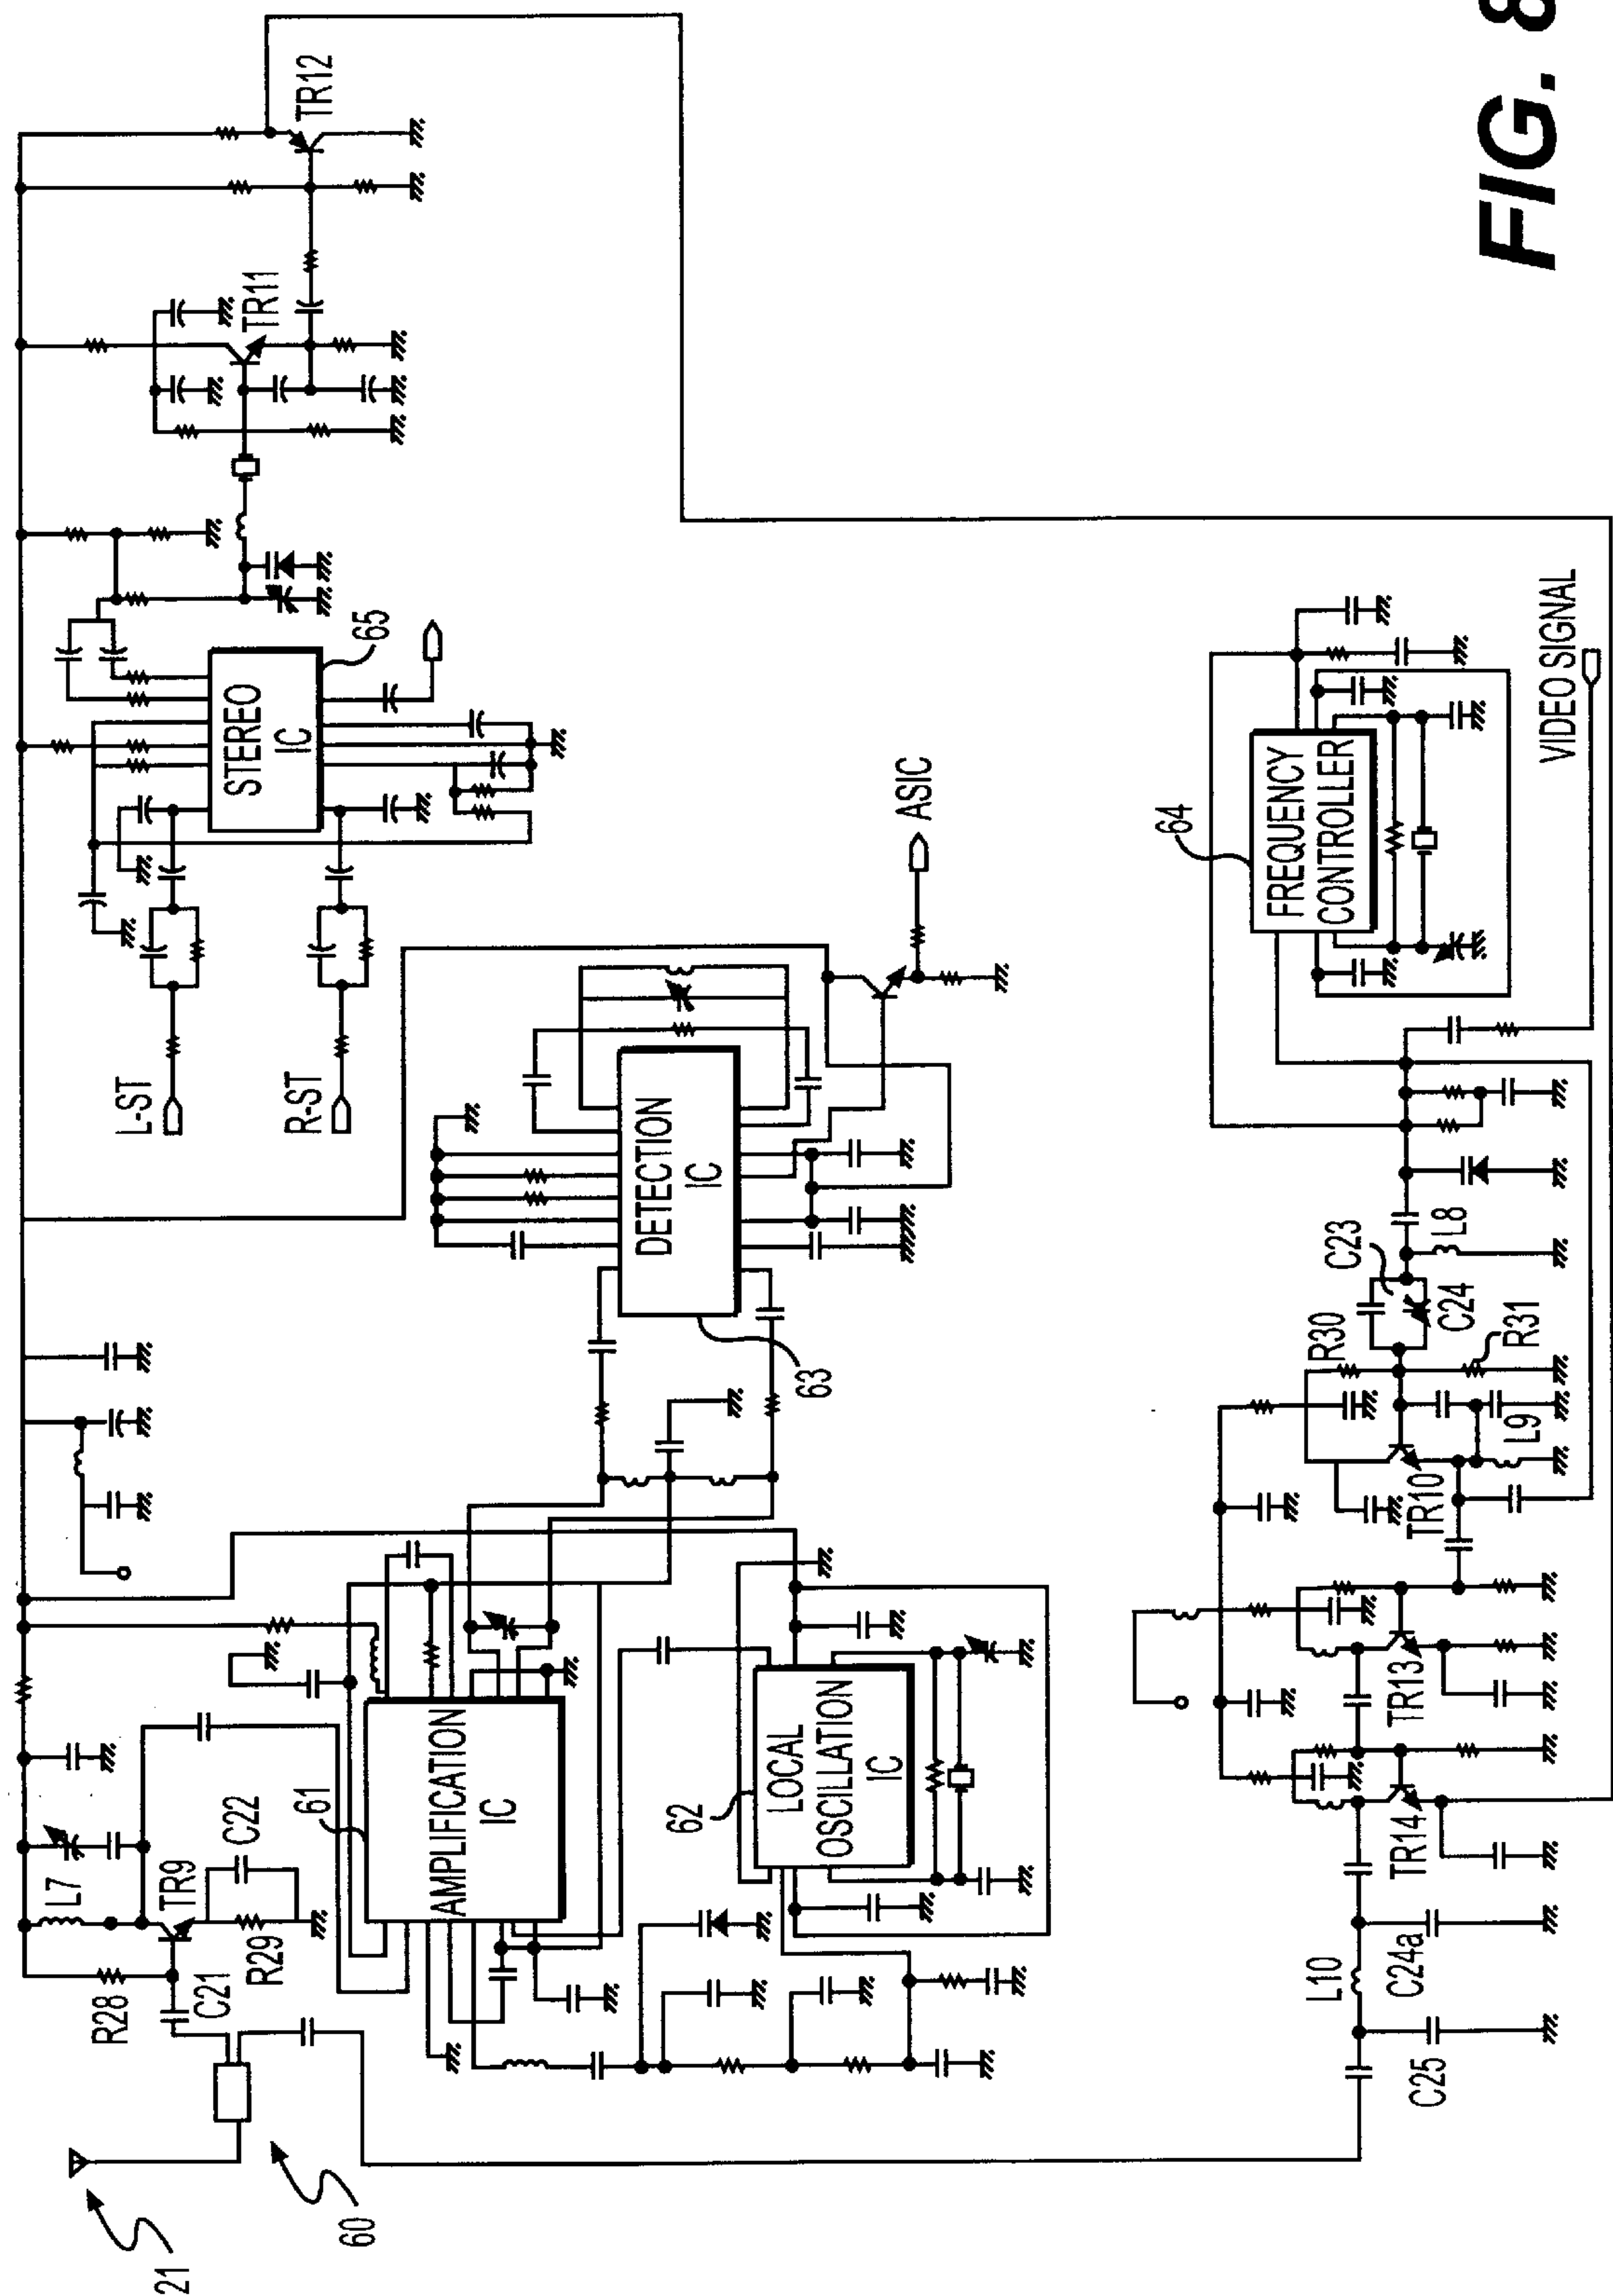 21
60
R28
C21
L7
TR9
R29
C22
61
AMPLIFICATION
IC
62
LOCAL
OSCILLATION
IC
63
DETECTION
IC
ASIC
L-ST
R-ST
STEREO
IC
65
TR11
TR12
C25
L10
C24a
TR14
TR13
TR10
L9
R30
R31
C23
C24
L8
64
FREQUENCY
CONTROLLER
VIDEO SIGNAL
FIG. 8